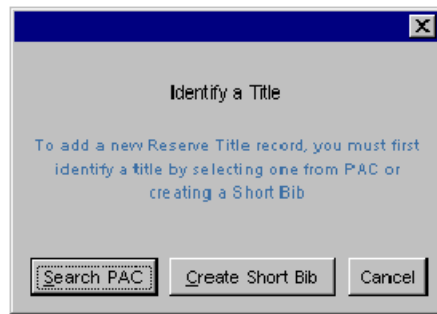 Identify a Title
To add a new Reserve Title record, you must first
identify a title by selecting one from PAC or
creating a Short Bib
Search PAC
Create Short Bib
Cancel